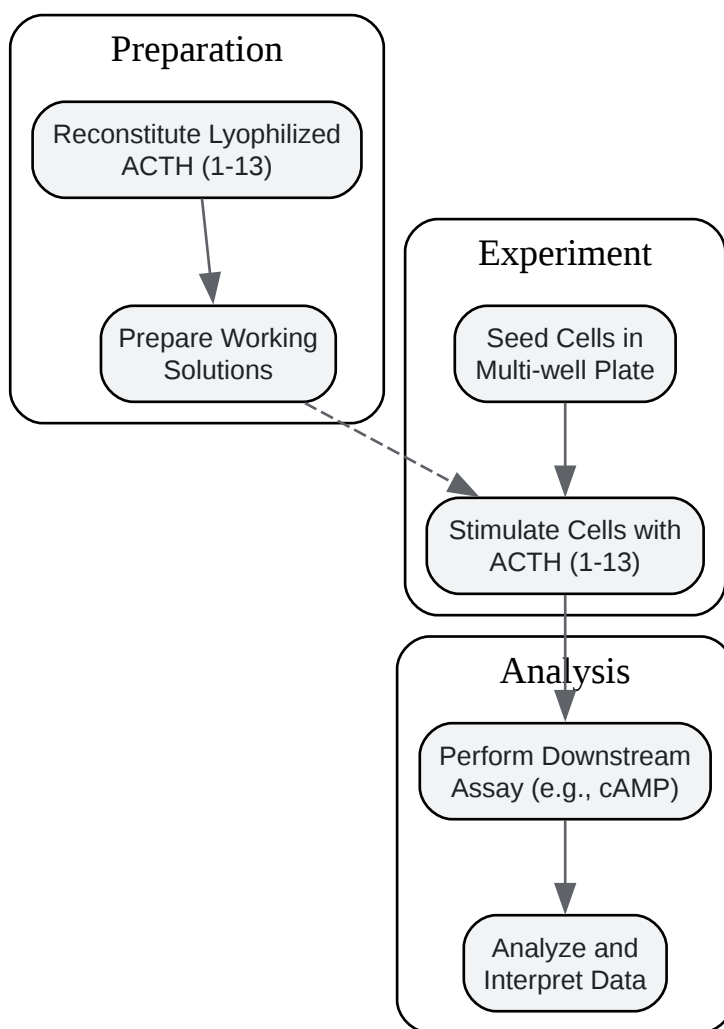 Preparation
Reconstitute Lyophilized
ACTH (1-13)
Prepare Working
Solutions
Experiment
Seed Cells in
Multi-well Plate
Stimulate Cells with
ACTH (1-13)
Analysis
Perform Downstream
Assay (e.g., cAMP)
Analyze and
Interpret Data